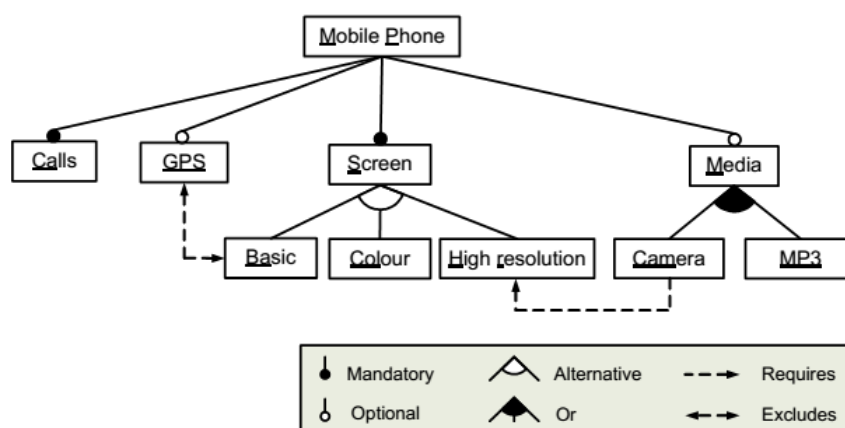 Mobile Phone
Calls
GPS
Screen
Media
Basic
Colour
High resolution
Camera
MP3
Mandatory
Alternative
Requires
Optional
Or
Excludes